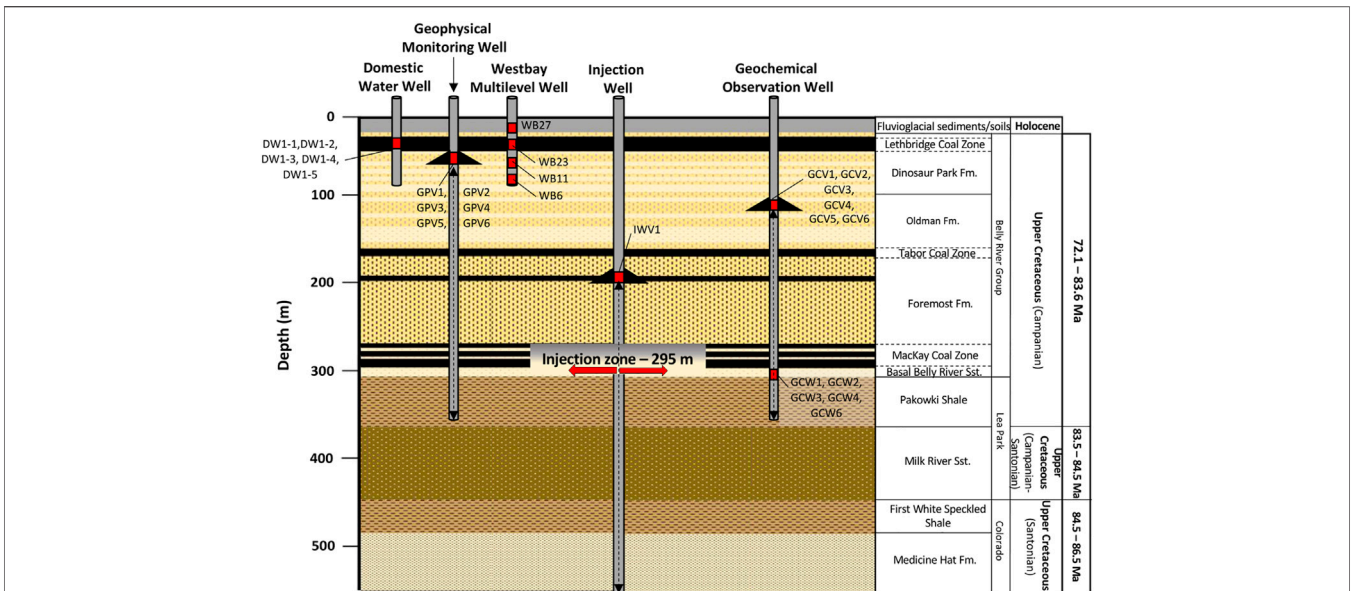 Geophysical
Monitoring Well
Domestic
Water Well
Westbay
Multilevel Well
Injection
Well
Geochemical
Observation Well
0
100
200
300
400
500
Depth (m)
DW1-1,DW1-2,
DW1-3, DW1-4,
DW1-5
GPV1, GPV2
GPV3, GPV4
GPV5, GPV6
WB27
WB23
WB11
WB6
IWV1
GCV1, GCV2,
GCV3,
GCV4,
GCV5, GCV6
Injection zone – 295 m
GCW1, GCW2,
GCW3, GCW4,
GCW6
Fluvioglacial sediments/soils
Holocene
Lethbridge Coal Zone
Dinosaur Park Fm.
Oldman Fm.
Tabor Coal Zone
Foremost Fm.
MacKay Coal Zone
Basal Belly River Sst.
Pakowki Shale
Milk River Sst.
First White Speckled
Shale
Medicine Hat Fm.
Belly River Group
Lea Park
Colorado
Upper Cretaceous (Campanian)
Upper
Cretaceous
(Campanian-
Santonian)
Upper Cretaceous
(Santonian)
72.1 – 83.6 Ma
83.5 – 84.5 Ma
84.5 – 86.5 Ma